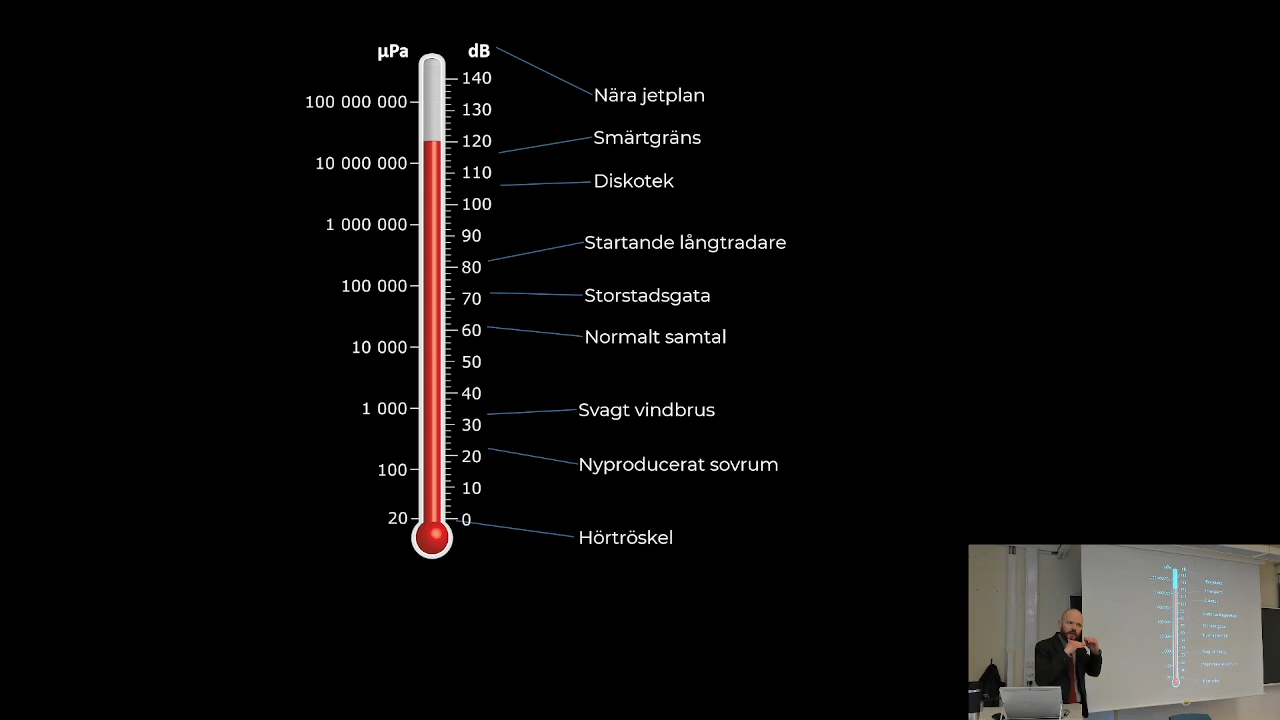 µPa dB
140
100 000 000 Nära jetplan
130
120 Smärtgräns
10 000 000
110 Diskotek
100
1 000 000
90 Startande långtradare
80
100 000
70 Storstadsgata
60 Normalt samtal
10 000
50
40
1 000 Svagt vindbrus
30
20 Nyproducerat sovrum
100
10
20 0
Hörtröskel